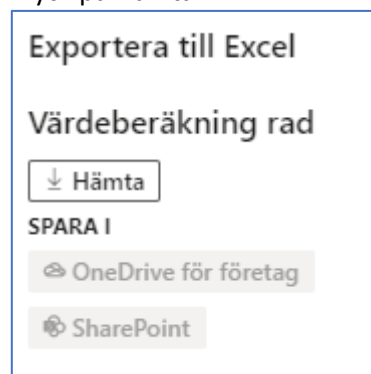 Exportera till Excel
Värdeberäkning rad
Hämta
SPARA I
OneDrive för företag
SharePoint